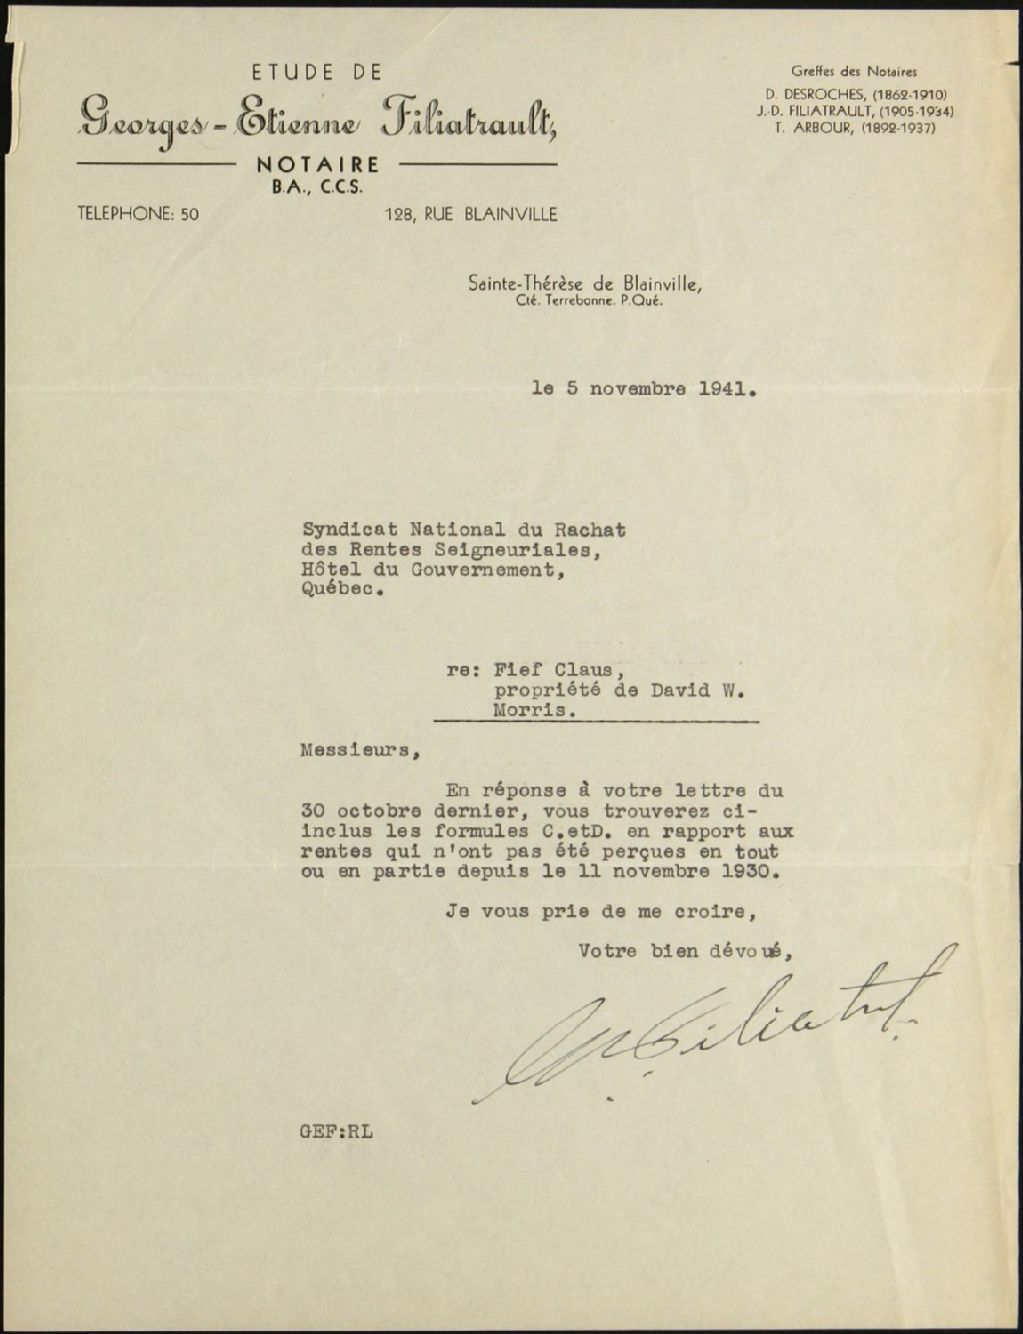 ETUDE DE
Georges-Etienne Filiatrault,
NOTAIRE
B.A., C.C.S.
TELEPHONE: 50
128, RUE BLAINVILLE
Greffes des Notaires
D. DESROCHES, (1862-1910)
J.-D. FILIATRAULT, (1905-1934)
T. ARBOUR, (1892-1937)
Sainte-Thérèse de Blainville,
Cté. Terrebonne. P.Qué.
le 5 novembre 1941.
Syndicat National du Rachat
des Rentes Seigneuriales,
Hôtel du Gouvernement,
Québec.
re: Fief Claus,
propriété de David W.
Morris.
Messieurs,
En réponse à votre lettre du
30 octobre dernier, vous trouverez ci-
inclus les formules C.etD. en rapport aux
rentes qui n'ont pas été perçues en tout
ou en partie depuis le 11 novembre 1930.
Je vous prie de me croire,
Votre bien dévoué,
GEF:RL